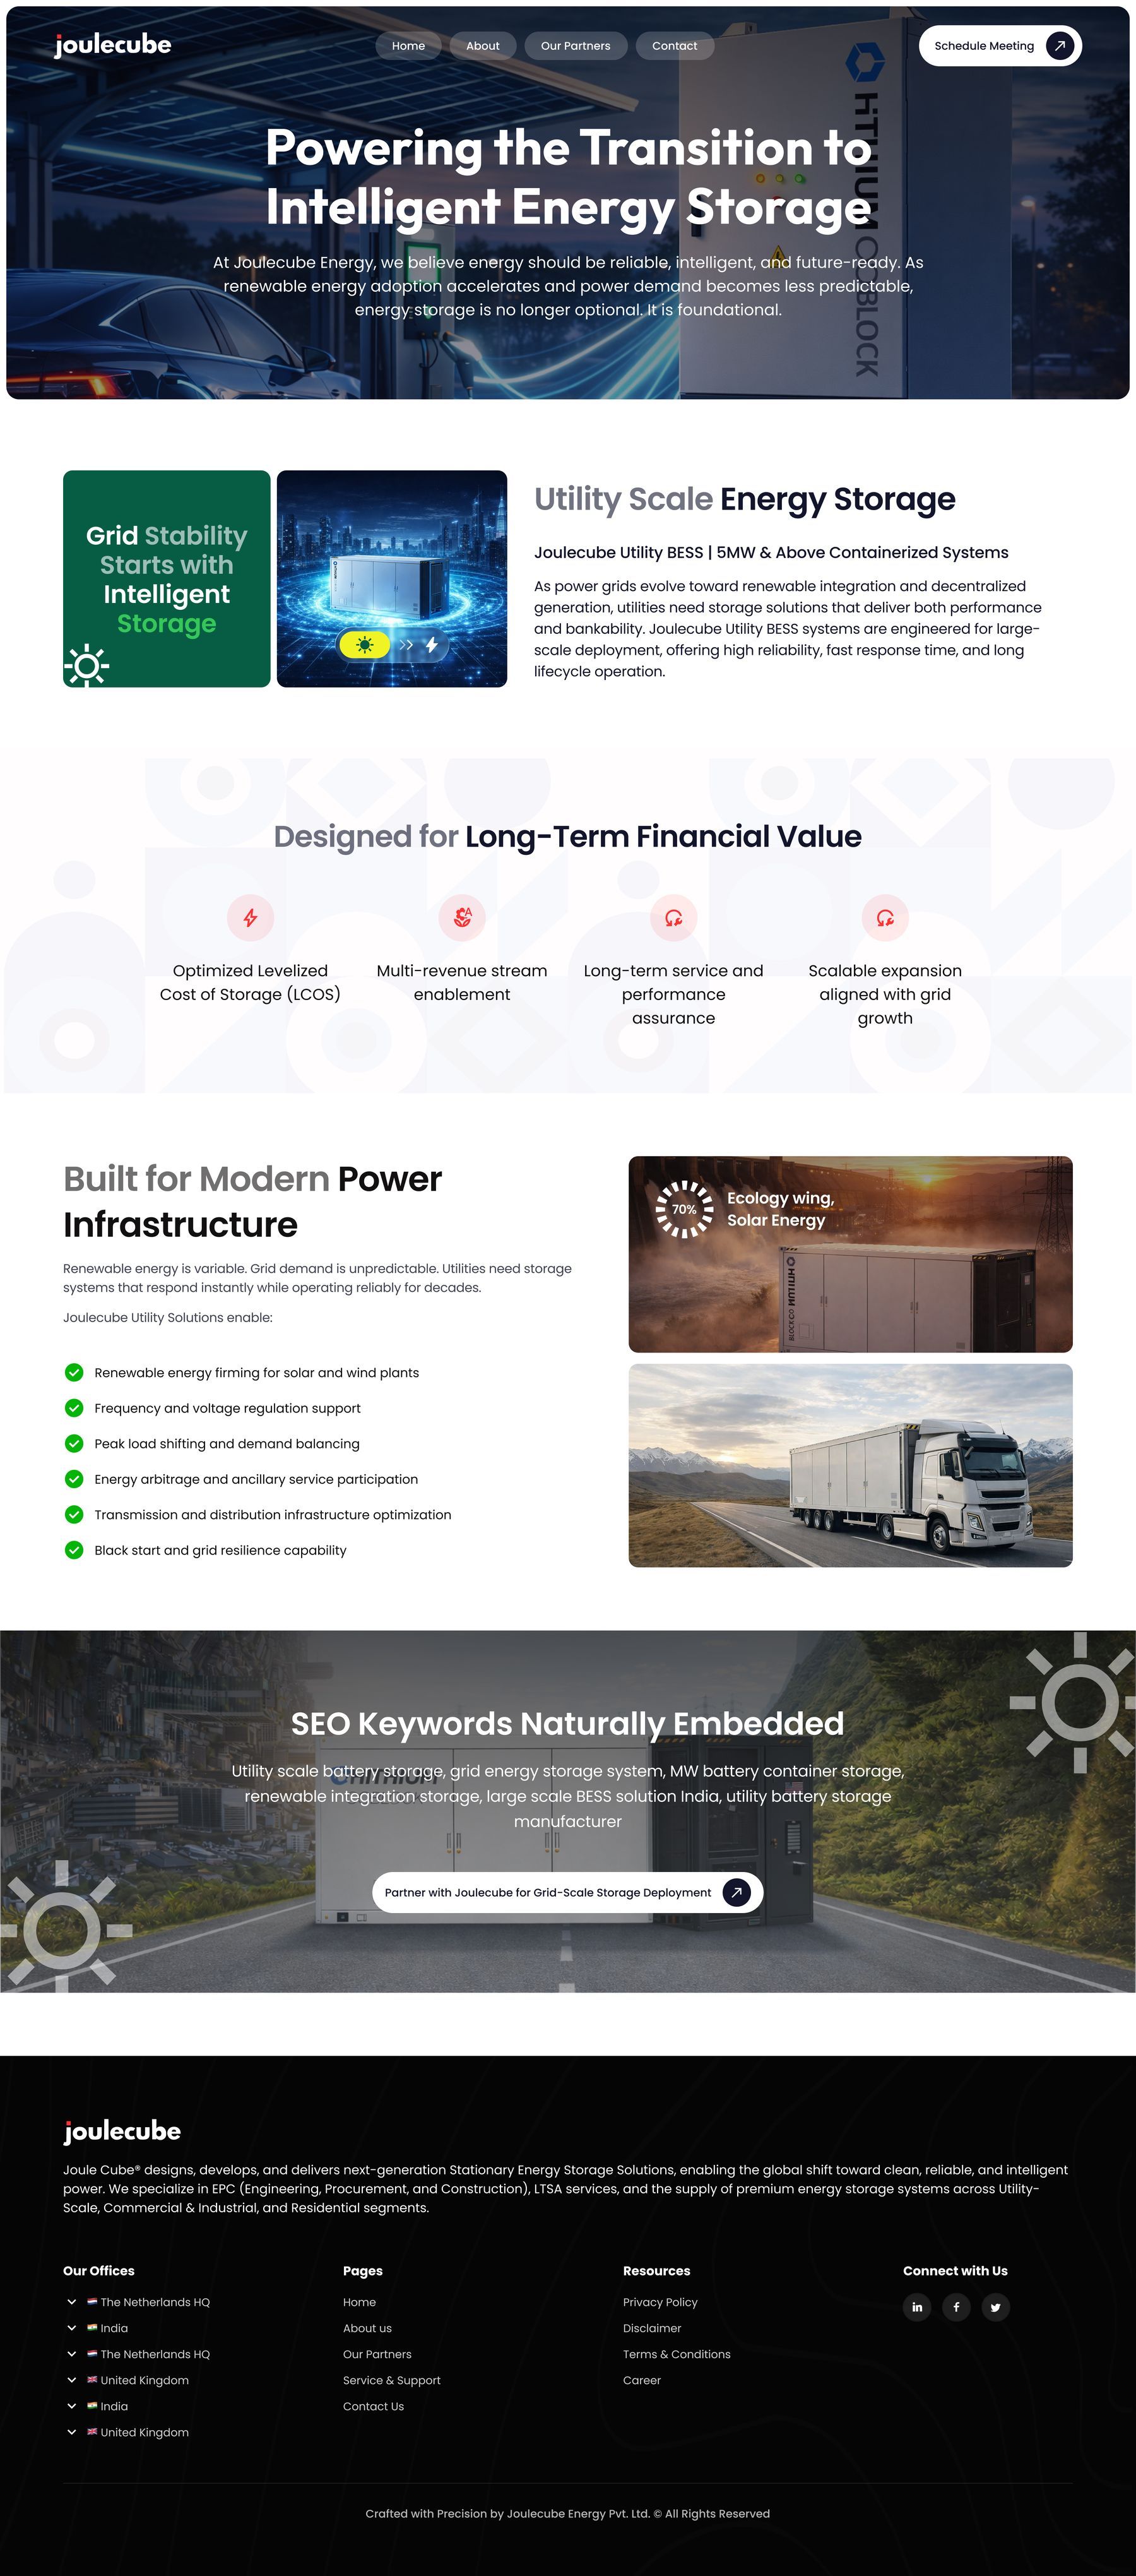 joulecube
Home
About
Our Partners
Contact
Schedule Meeting
HiTHIUM ∞BLOCK
Powering the Transition to
Intelligent Energy Storage
At Joulecube Energy, we believe energy should be reliable, intelligent, and future-ready. As
renewable energy adoption accelerates and power demand becomes less predictable,
energy storage is no longer optional. It is foundational.
Grid Stability
Starts with
Intelligent
Storage
Utility Scale Energy Storage
Joulecube Utility BESS | 5MW & Above Containerized Systems
As power grids evolve toward renewable integration and decentralized
generation, utilities need storage solutions that deliver both performance
and bankability. Joulecube Utility BESS systems are engineered for large-
scale deployment, offering high reliability, fast response time, and long
lifecycle operation.
Designed for Long-Term Financial Value
Optimized Levelized
Cost of Storage (LCOS)
Multi-revenue stream
enablement
Long-term service and
performance
assurance
Scalable expansion
aligned with grid
growth
Built for Modern Power
Infrastructure
Renewable energy is variable. Grid demand is unpredictable. Utilities need storage
systems that respond instantly while operating reliably for decades.
Joulecube Utility Solutions enable:
Renewable energy firming for solar and wind plants
Frequency and voltage regulation support
Peak load shifting and demand balancing
Energy arbitrage and ancillary service participation
Transmission and distribution infrastructure optimization
Black start and grid resilience capability
70%
Ecology wing,
Solar Energy
SEO Keywords Naturally Embedded
Utility scale battery storage, grid energy storage system, MW battery container storage,
renewable integration storage, large scale BESS solution India, utility battery storage
manufacturer
Partner with Joulecube for Grid-Scale Storage Deployment
joulecube
Joule Cube® designs, develops, and delivers next-generation Stationary Energy Storage Solutions, enabling the global shift toward clean, reliable, and intelligent
power. We specialize in EPC (Engineering, Procurement, and Construction), LTSA services, and the supply of premium energy storage systems across Utility-
Scale, Commercial & Industrial, and Residential segments.
Our Offices
The Netherlands HQ
India
The Netherlands HQ
United Kingdom
India
United Kingdom
Pages
Home
About us
Our Partners
Service & Support
Contact Us
Resources
Privacy Policy
Disclaimer
Terms & Conditions
Career
Connect with Us
Crafted with Precision by Joulecube Energy Pvt. Ltd. © All Rights Reserved